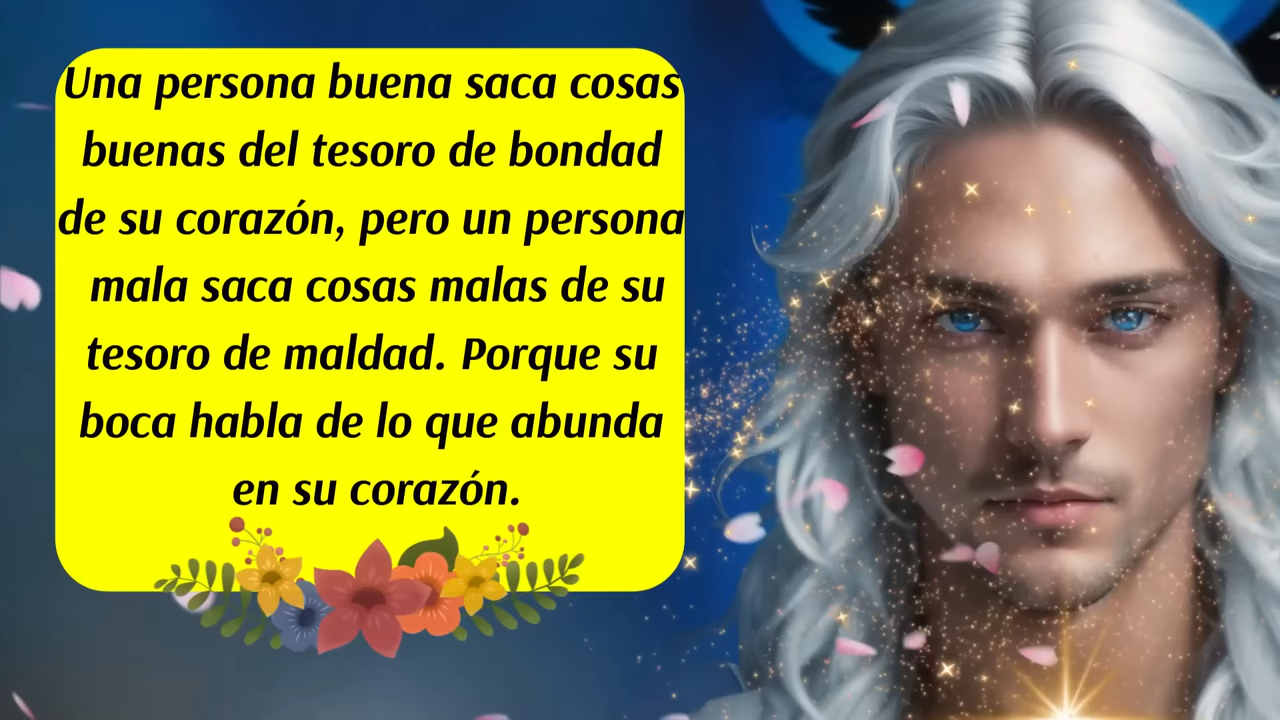 Una persona buena saca cosas
buenas del tesoro de bondad
de su corazón, pero un persona
mala saca cosas malas de su
tesoro de maldad. Porque su
boca habla de lo que abunda
en su corazón.